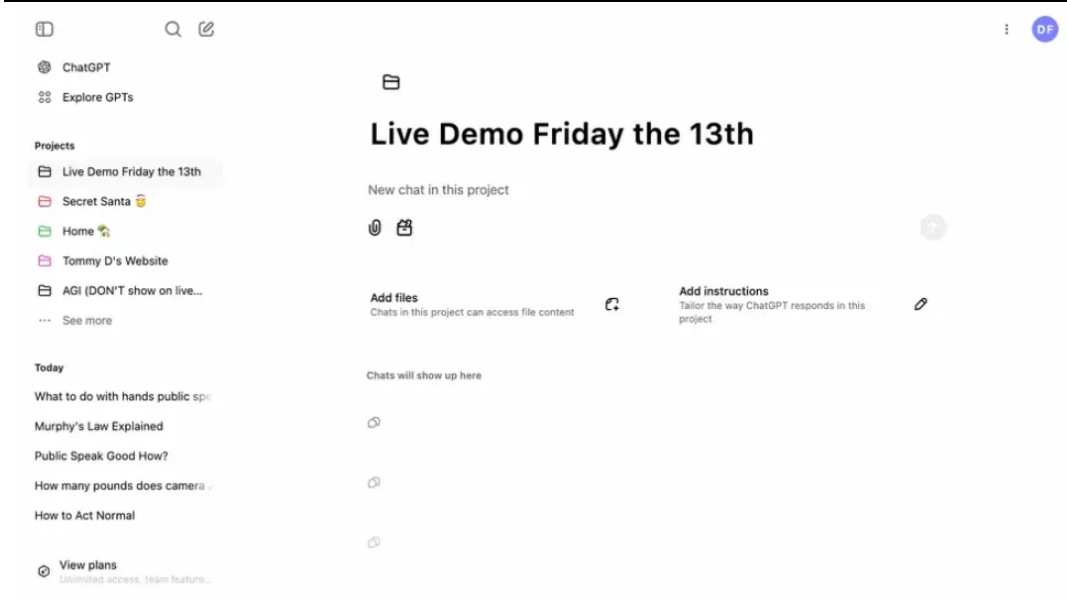 DF
ChatGPT
Explore GPTs
Projects
Live Demo Friday the 13th
Secret Santa 🎅
Home 🏡
Tommy D's Website
AGI (DON'T show on live...
See more
Today
What to do with hands public spe
Murphy's Law Explained
Public Speak Good How?
How many pounds does camera
How to Act Normal
View plans
Unlimited access, team feature...
Live Demo Friday the 13th
New chat in this project
Add files
Chats in this project can access file content
Add instructions
Tailor the way ChatGPT responds in this
project
Chats will show up here